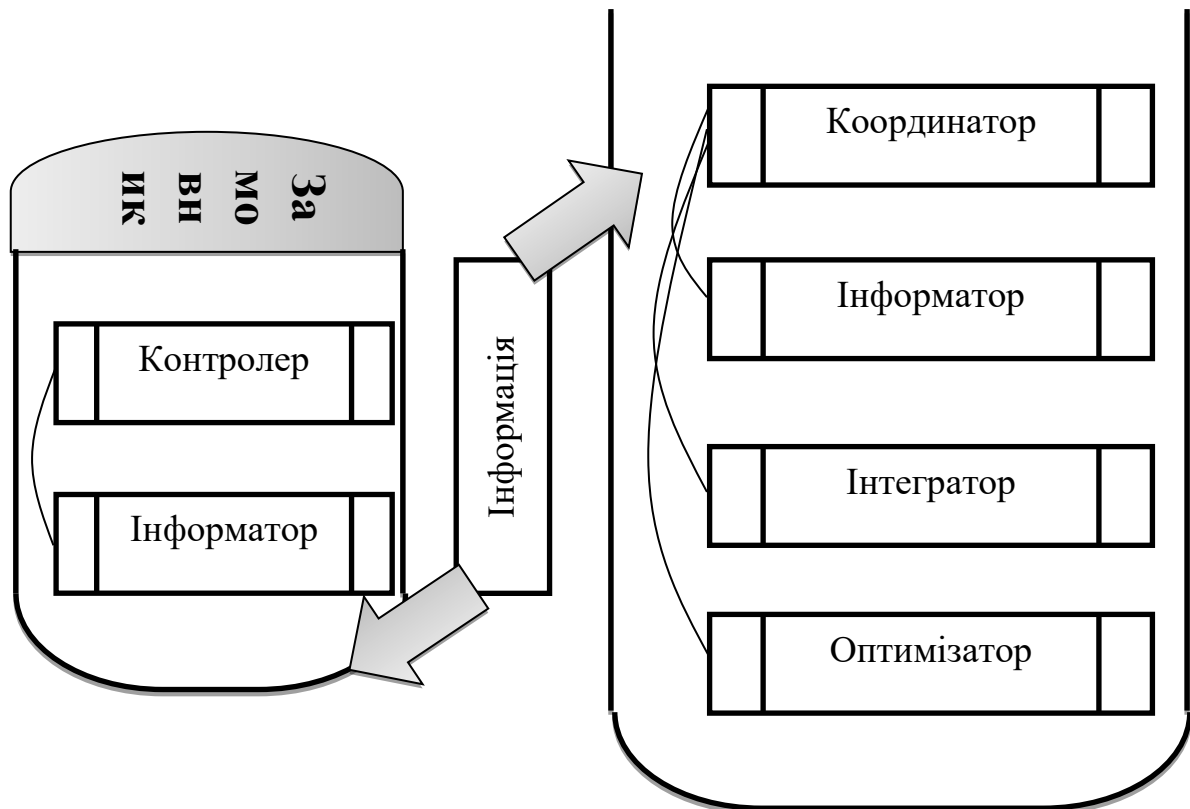 За
мо
вн
ик
Контролер
Інформатор
Інформація
Координатор
Інформатор
Інтегратор
Оптимізатор